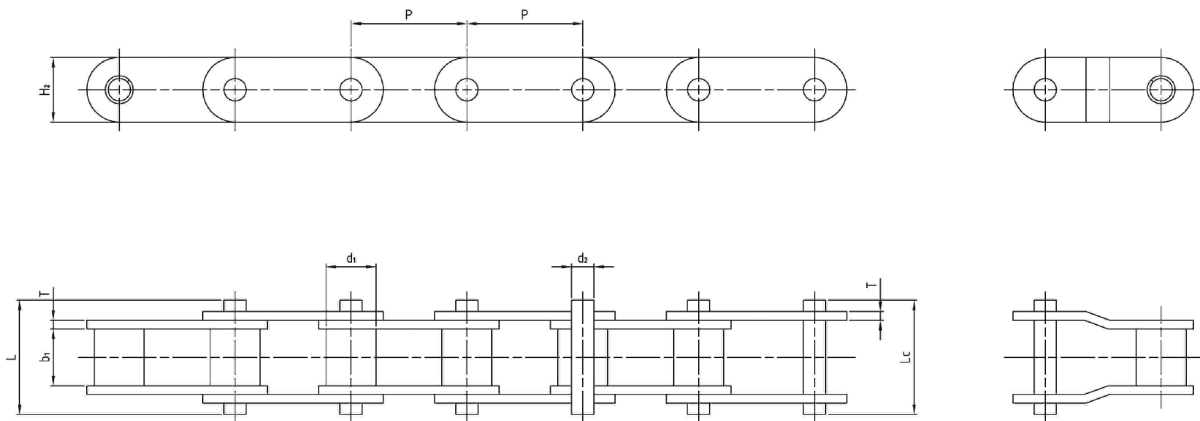 P P
H₂
d₁ d₂
T T
L b₁ Lc